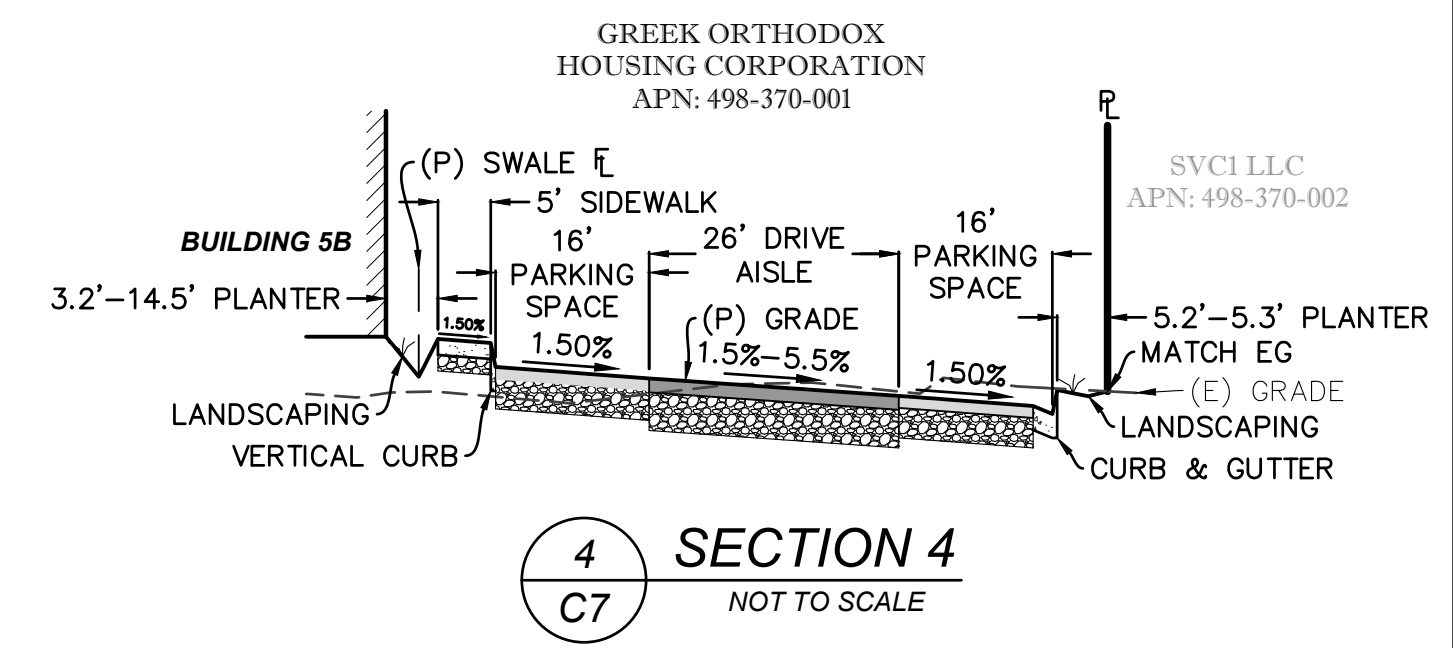 GREEK ORTHODOX
HOUSING CORPORATION
APN: 498-370-001
PL
SVC1 LLC
APN: 498-370-002
(P) SWALE FL
5' SIDEWALK
BUILDING 5B
16'
PARKING
SPACE
26' DRIVE
AISLE
16'
PARKING
SPACE
3.2'-14.5' PLANTER
(P) GRADE
5.2'-5.3' PLANTER
1.50%
1.50%
1.5%-5.5%
1.50%
MATCH EG
(E) GRADE
LANDSCAPING
LANDSCAPING
VERTICAL CURB
CURB & GUTTER
4
C7
SECTION 4
NOT TO SCALE